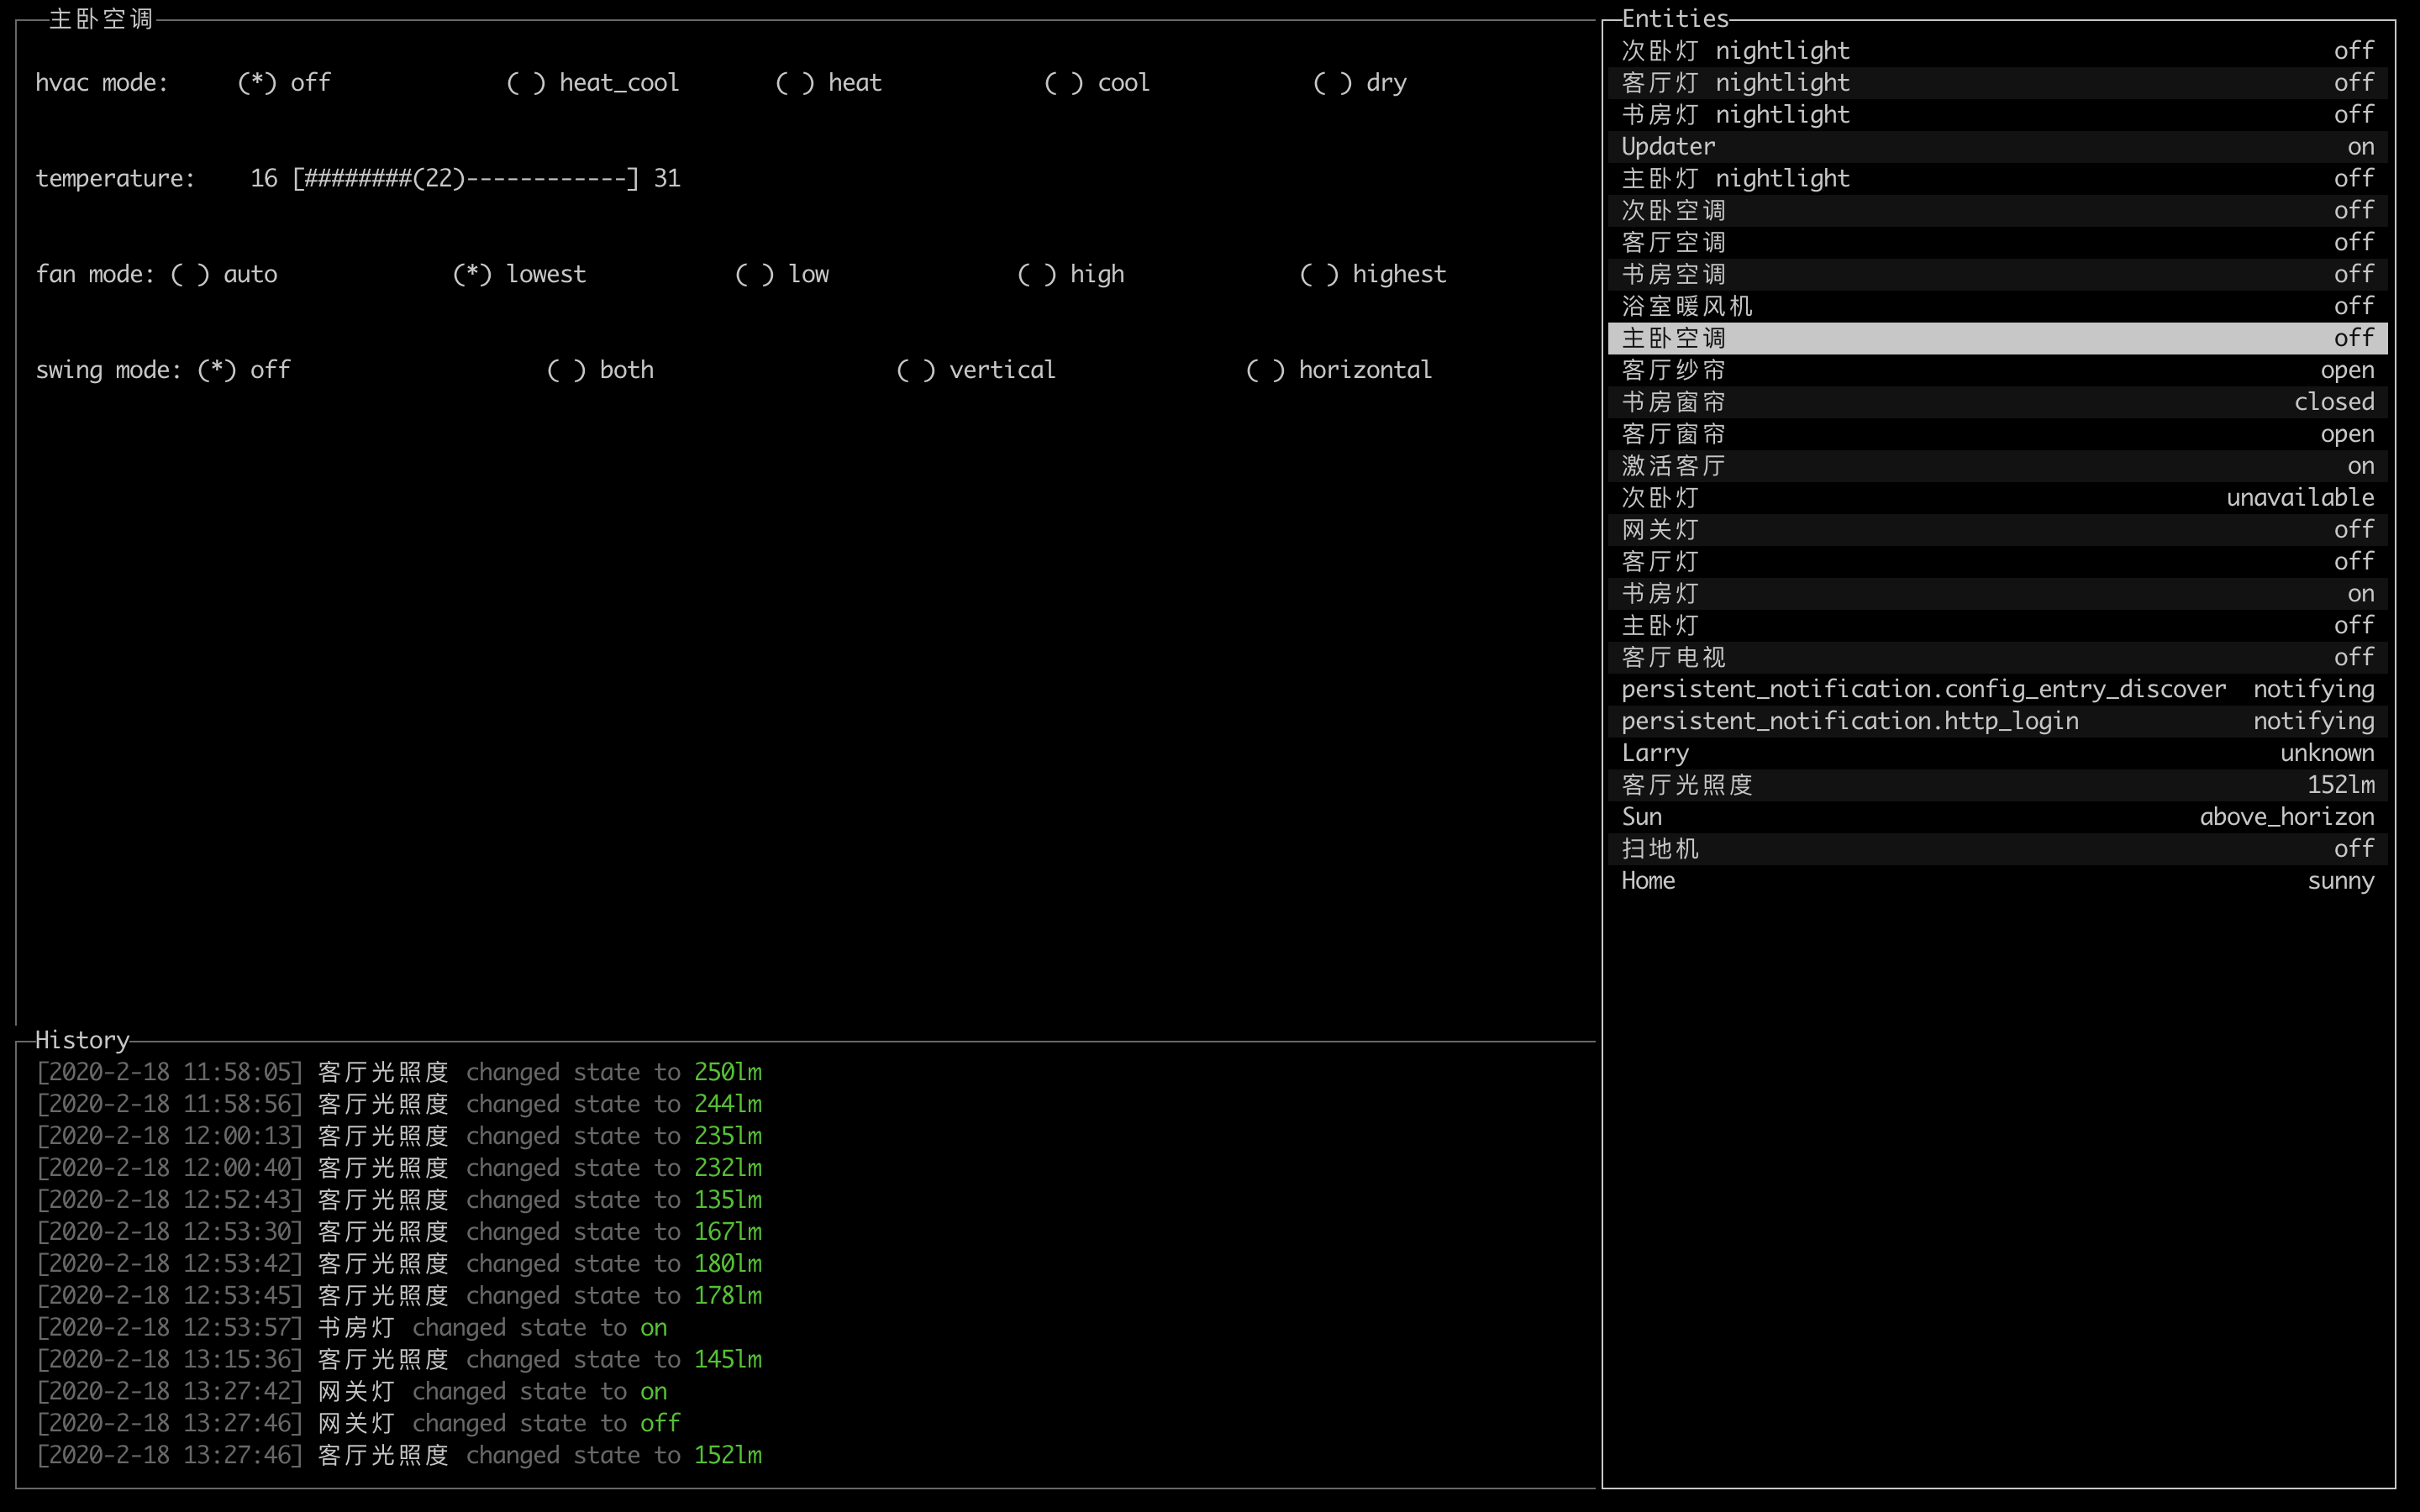 主卧空调
hvac mode: (*) off ( ) heat_cool ( ) heat ( ) cool ( ) dry
temperature: 16 [########(22)------------] 31
fan mode: ( ) auto (*) lowest ( ) low ( ) high ( ) highest
swing mode: (*) off ( ) both ( ) vertical ( ) horizontal
History
[2020-2-18 11:58:05] 客厅光照度 changed state to 250lm
[2020-2-18 11:58:56] 客厅光照度 changed state to 244lm
[2020-2-18 12:00:13] 客厅光照度 changed state to 235lm
[2020-2-18 12:00:40] 客厅光照度 changed state to 232lm
[2020-2-18 12:52:43] 客厅光照度 changed state to 135lm
[2020-2-18 12:53:30] 客厅光照度 changed state to 167lm
[2020-2-18 12:53:42] 客厅光照度 changed state to 180lm
[2020-2-18 12:53:45] 客厅光照度 changed state to 178lm
[2020-2-18 12:53:57] 书房灯 changed state to on
[2020-2-18 13:15:36] 客厅光照度 changed state to 145lm
[2020-2-18 13:27:42] 网关灯 changed state to on
[2020-2-18 13:27:46] 网关灯 changed state to off
[2020-2-18 13:27:46] 客厅光照度 changed state to 152lm
Entities
次卧灯 nightlight off
客厅灯 nightlight off
书房灯 nightlight off
Updater on
主卧灯 nightlight off
次卧空调 off
客厅空调 off
书房空调 off
浴室暖风机 off
主卧空调 off
客厅纱帘 open
书房窗帘 closed
客厅窗帘 open
激活客厅 on
次卧灯 unavailable
网关灯 off
客厅灯 off
书房灯 on
主卧灯 off
客厅电视 off
persistent_notification.config_entry_discover notifying
persistent_notification.http_login notifying
Larry unknown
客厅光照度 152lm
Sun above_horizon
扫地机 off
Home sunny